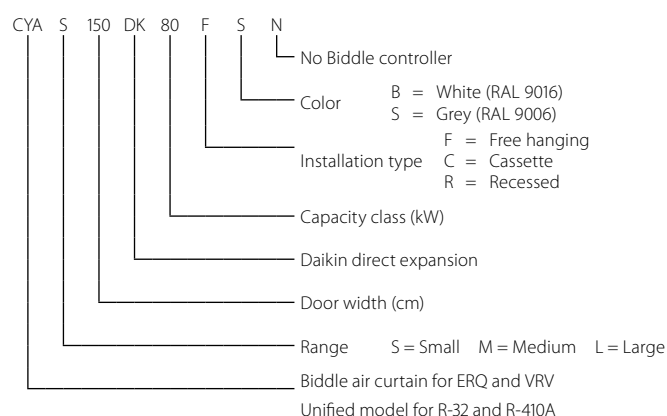 CYA S 150 DK 80 F S N
No Biddle controller
Color B = White (RAL 9016)
S = Grey (RAL 9006)
Installation type F = Free hanging
C = Cassette
R = Recessed
Capacity class (kW)
Daikin direct expansion
Door width (cm)
Range S = Small M = Medium L = Large
Biddle air curtain for ERQ and VRV
Unified model for R-32 and R-410A